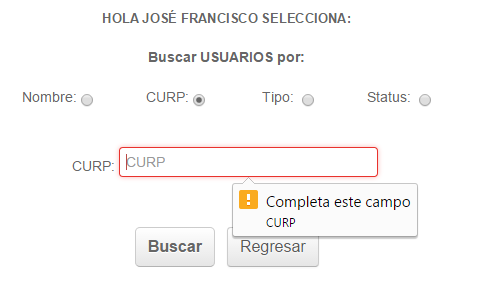 HOLA JOSÉ FRANCISCO SELECCIONA:
Buscar USUARIOS por:
Nombre: CURP: Tipo: Status:
CURP: CURP
Completa este campo
CURP
Buscar Regresar